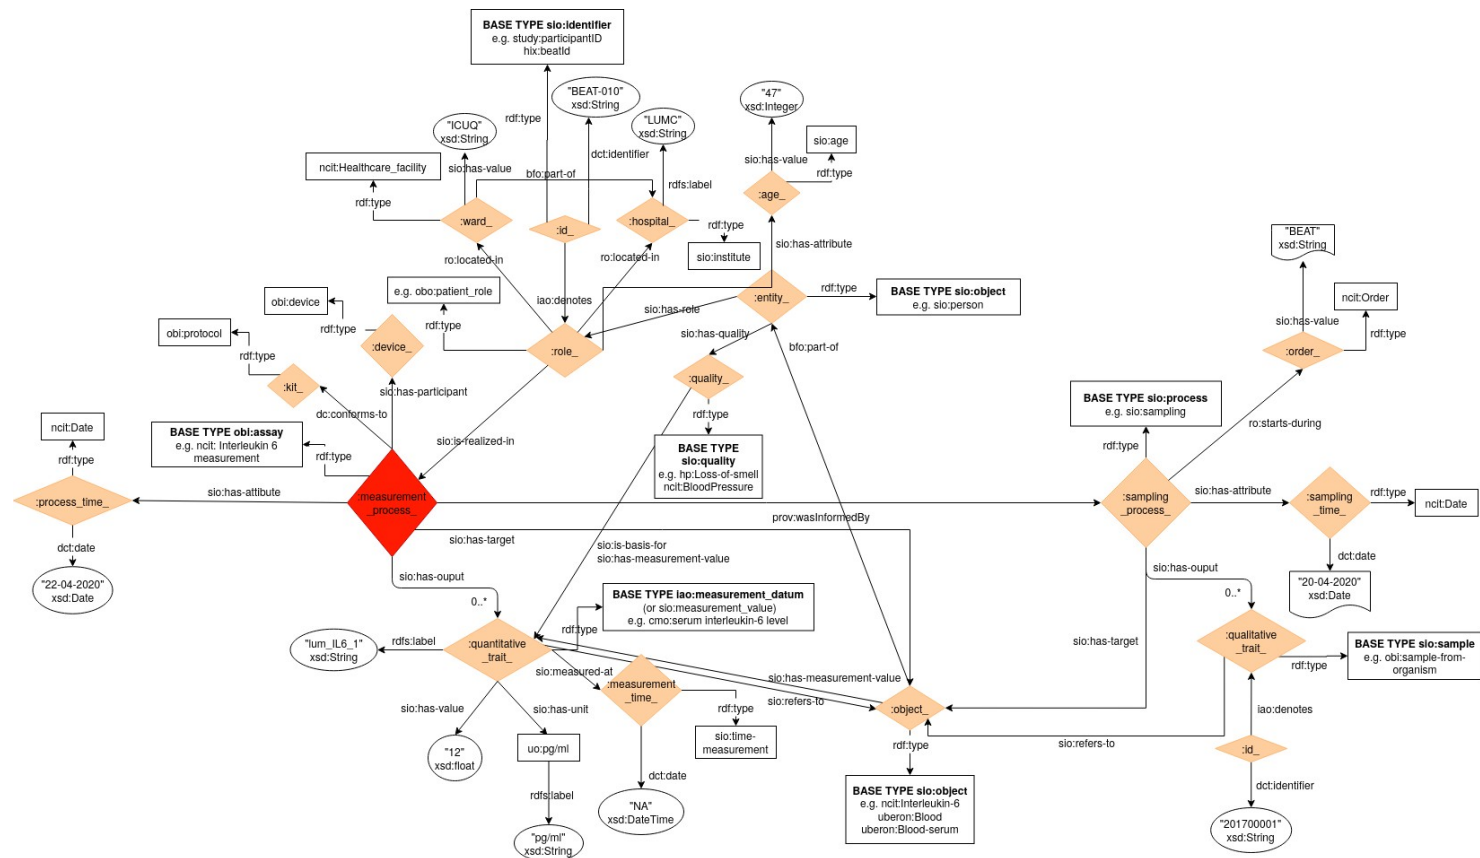 BASE TYPE sio:identifier
e.g. study:participantID
hix:beatId
"BEAT-010"
xsd:String
rdf:type
dct:identifier
"ICUQ"
xsd:String
"LUMC"
xsd:String
"47"
xsd:Integer
sio:age
ncit:Healthcare_facility
sio:has-value
bfo:part-of
rdfs:label
sio:has-value
rdf:type
rdf:type
:ward_
:id_
:hospital_
:age_
rdf:type
sio:institute
sio:has-attribute
ro:located-in
ro:located-in
"BEAT"
xsd:String
obi:device
e.g. obo:patient_role
iao:denotes
sio:has-role
:entity_
rdf:type
BASE TYPE sio:object
e.g. sio:person
ncit:Order
obi:protocol
rdf:type
rdf:type
:device_
:role_
sio:has-quality
bfo:part-of
sio:has-value
rdf:type
:order_
rdf:type
:kit_
sio:has-participant
:quality_
dc:conforms-to
rdf:type
BASE TYPE sio:process
e.g. sio:sampling
ro:starts-during
rdf:type
ncit:Date
rdf:type
BASE TYPE obi:assay
e.g. ncit: Interleukin 6
measurement
rdf:type
sio:is-realized-in
BASE TYPE
sio:quality
e.g. hp:Loss-of-smell
ncit:BloodPressure
:process_time_
sio:has-attibute
:measurement
_process_
:sampling
_process_
sio:has-attribute
:sampling
_time_
rdf:type
ncit:Date
prov:wasInformedBy
sio:has-target
dct:date
sio:is-basis-for
sio:has-measurement-value
dct:date
"22-04-2020"
xsd:Date
sio:has-ouput
0..*
"20-04-2020"
xsd:Date
sio:has-ouput
0..*
BASE TYPE iao:measurement_datum
(or sio:measurement_value)
e.g. cmo:serum interleukin-6 level
rdf:type
sio:has-target
"lum_IL6_1"
xsd:String
rdfs:label
:quantitative
_trait_
:qualitative
_trait_
BASE TYPE sio:sample
e.g. obi:sample-from-
organism
rdf:type
sio:measured-at
:measurement
_time_
sio:has-measurement-value
sio:refers-to
sio:has-value
sio:has-unit
rdf:type
:object_
iao:denotes
"12"
xsd:float
uo:pg/ml
sio:time-
measurement
rdf:type
sio:refers-to
:id_
dct:date
rdfs:label
dct:identifier
BASE TYPE sio:object
e.g. ncit:Interleukin-6
uberon:Blood
uberon:Blood-serum
"NA"
xsd:DateTime
"pg/ml"
xsd:String
"201700001"
xsd:String